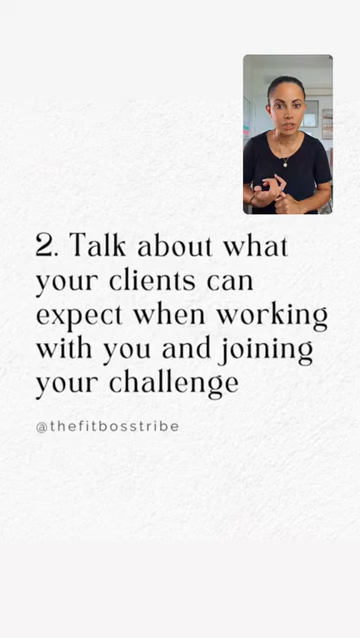 2. Talk about what
your clients can
expect when working
with you and joining
your challenge
@thefitbosstribe